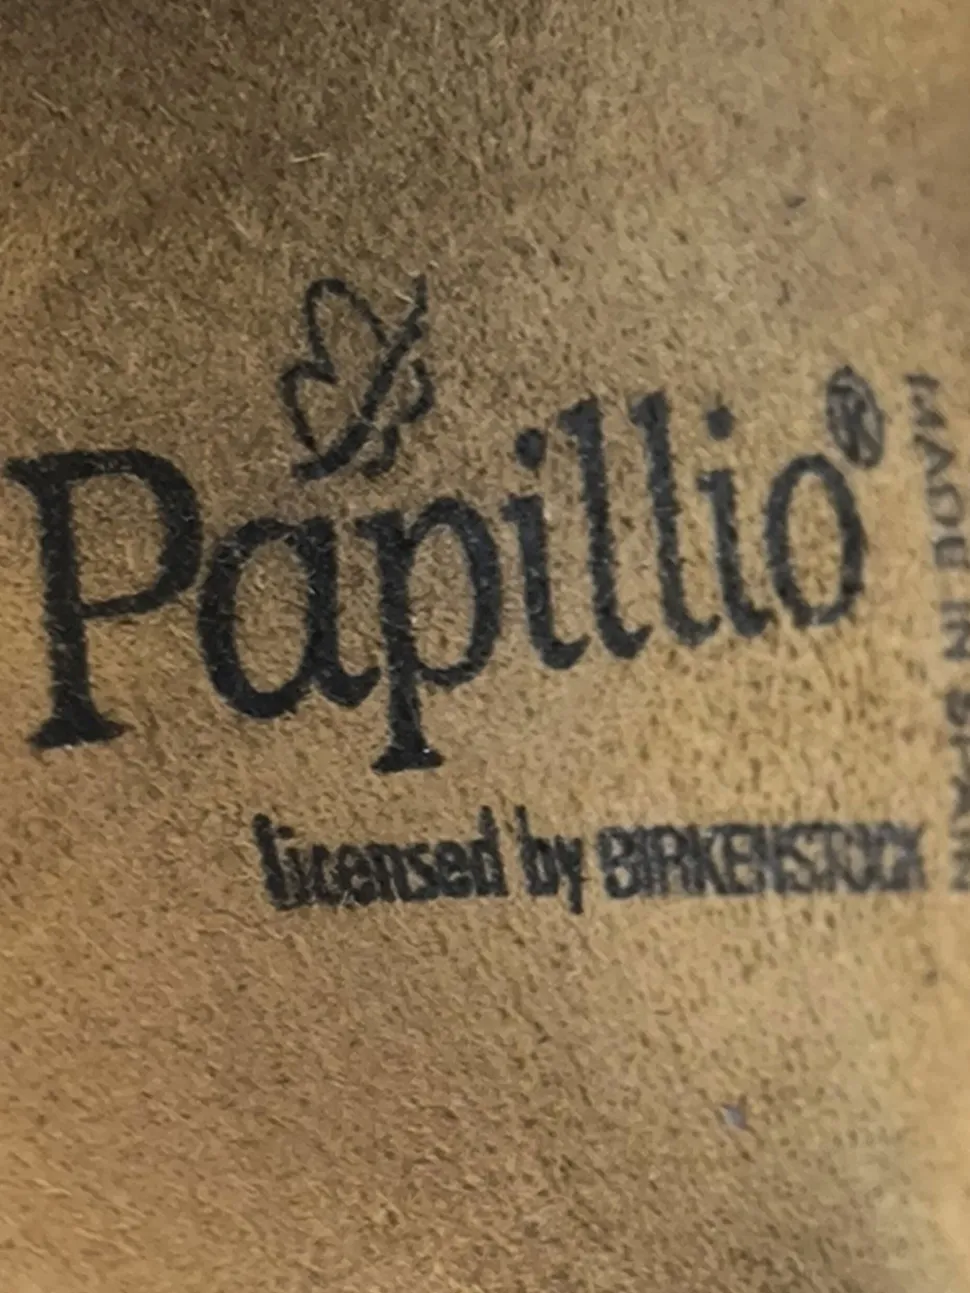 Papillio®
licensed by BIRKENSTOCK
MADE IN SPAIN